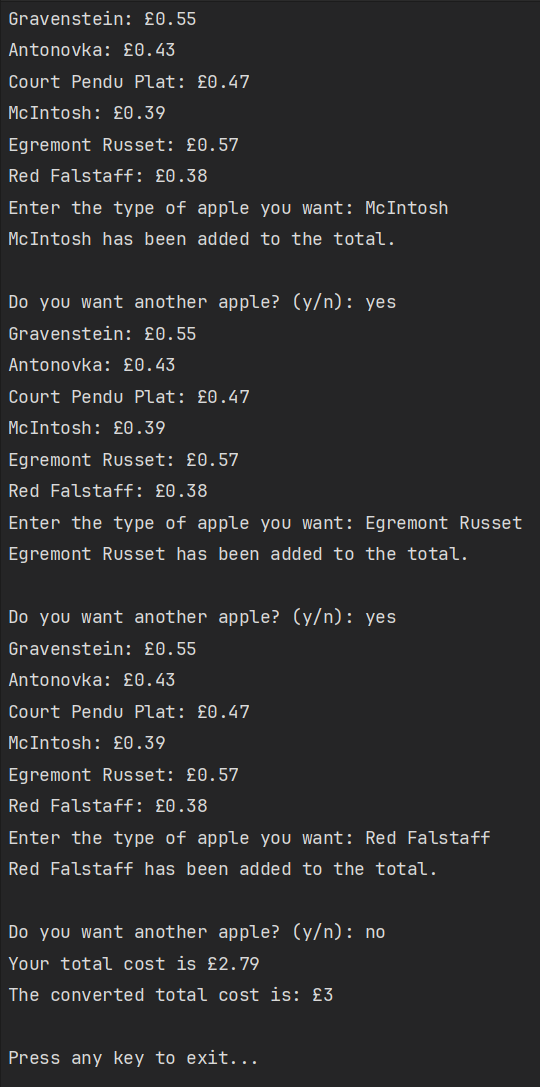 Gravenstein: £0.55
Antonovka: £0.43
Court Pendu Plat: £0.47
McIntosh: £0.39
Egremont Russet: £0.57
Red Falstaff: £0.38
Enter the type of apple you want: McIntosh
McIntosh has been added to the total.
Do you want another apple? (y/n): yes
Gravenstein: £0.55
Antonovka: £0.43
Court Pendu Plat: £0.47
McIntosh: £0.39
Egremont Russet: £0.57
Red Falstaff: £0.38
Enter the type of apple you want: Egremont Russet
Egremont Russet has been added to the total.
Do you want another apple? (y/n): yes
Gravenstein: £0.55
Antonovka: £0.43
Court Pendu Plat: £0.47
McIntosh: £0.39
Egremont Russet: £0.57
Red Falstaff: £0.38
Enter the type of apple you want: Red Falstaff
Red Falstaff has been added to the total.
Do you want another apple? (y/n): no
Your total cost is £2.79
The converted total cost is: £3
Press any key to exit...